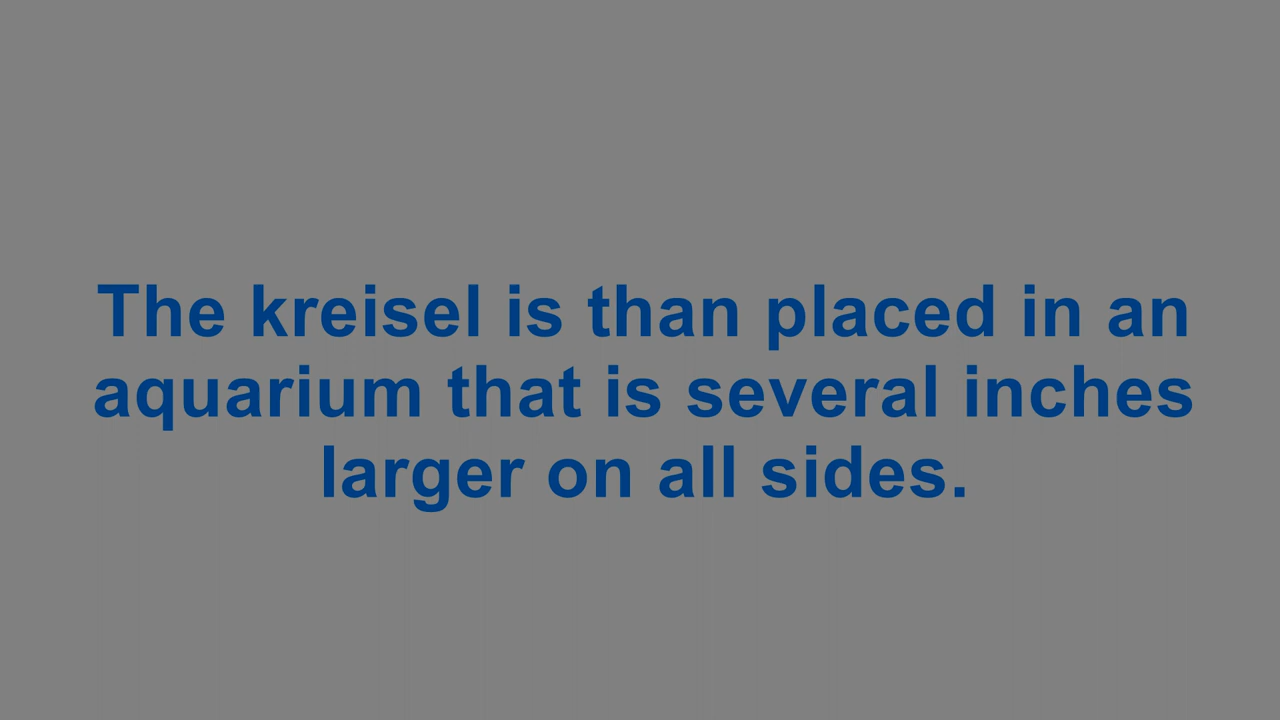 The kreisel is than placed in an
aquarium that is several inches
larger on all sides.